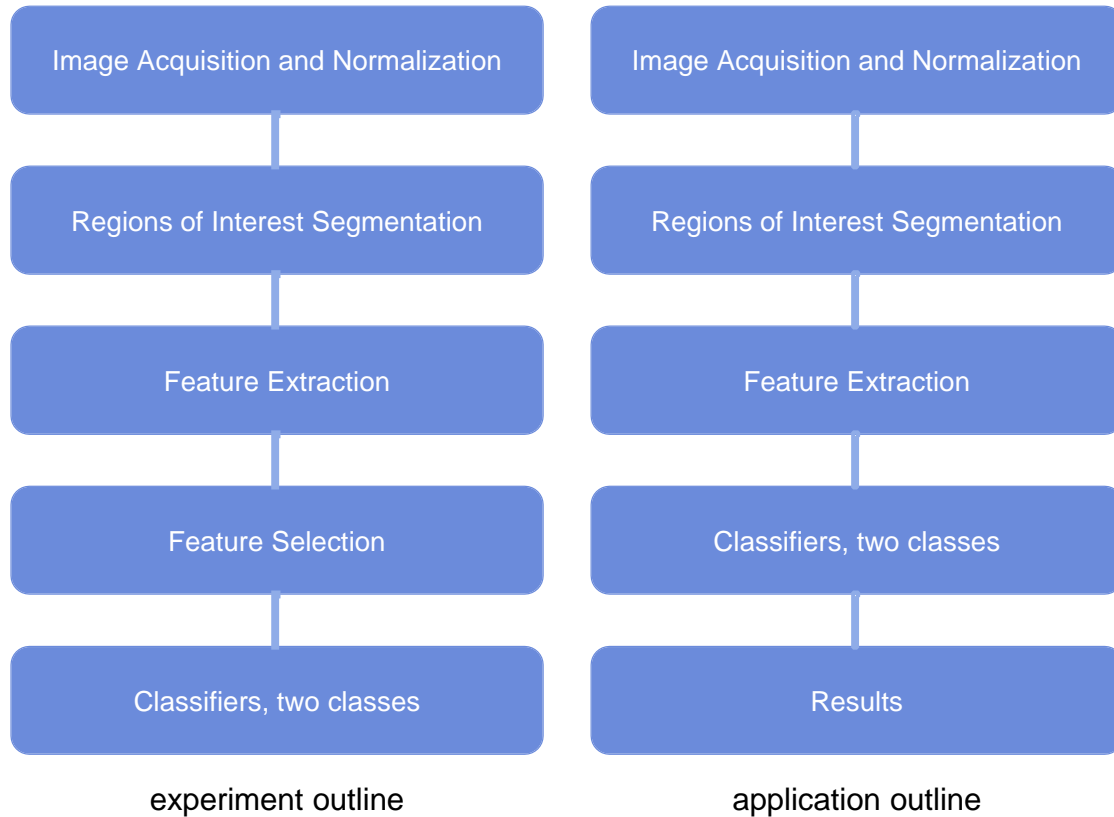 Image Acquisition and Normalization
Regions of Interest Segmentation
Feature Extraction
Feature Selection
Classifiers, two classes
experiment outline
Image Acquisition and Normalization
Regions of Interest Segmentation
Feature Extraction
Classifiers, two classes
Results
application outline